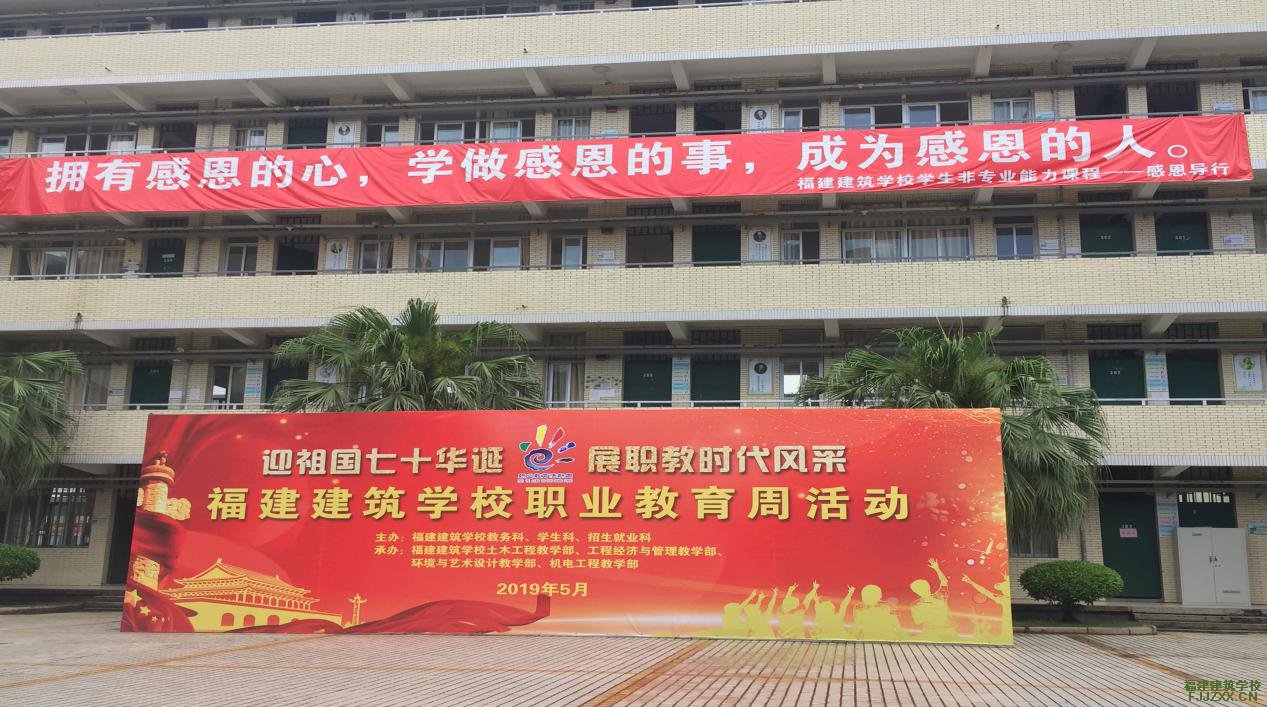 拥有感恩的心，学做感恩的事，成为感恩的人。
福建建筑学校学生非专业能力课程——感恩导行
迎祖国七十华诞 展职教时代风采
福建建筑学校职业教育周活动
主办：福建建筑学校教务科、学生科、招生就业科
承办：福建建筑学校土木工程教学部、工程经济与管理教学部、
环境与艺术设计教学部、机电工程教学部
2019年5月
福建建筑学校
FJJZXX.CN